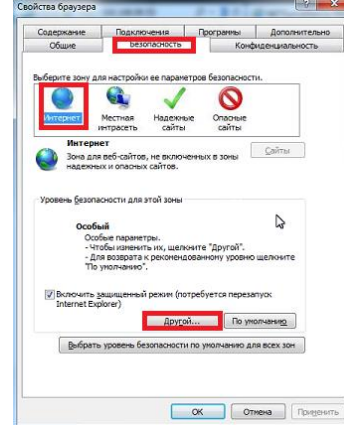 Свойства браузера
Содержание Подключения Программы Дополнительно
Общие Безопасность Конфиденциальность
Выберите зону для настройки ее параметров безопасности.
Интернет Местная интрасеть Надежные сайты Опасные сайты
Интернет
Зона для веб-сайтов, не включенных в зоны
надежных и опасных сайтов.
Сайты
Уровень безопасности для этой зоны
Особый
Особые параметры.
- Чтобы изменить их, щелкните "Другой".
- Для возврата к рекомендованному уровню щелкните
"По умолчанию".
Включить защищенный режим (потребуется перезапуск
Internet Explorer)
Другой... По умолчанию
Выбрать уровень безопасности по умолчанию для всех зон
ОК Отмена Применить